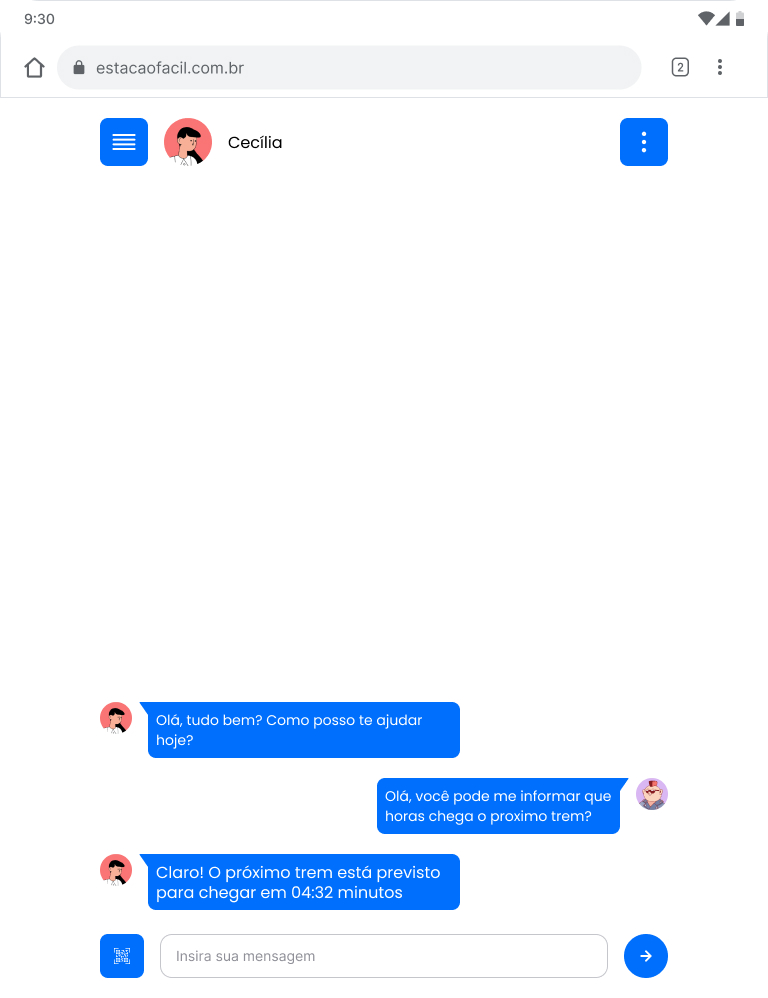 9:30
estacaofacil.com.br
2
Cecília
Olá, tudo bem? Como posso te ajudar
hoje?
Olá, você pode me informar que
horas chega o proximo trem?
Claro! O próximo trem está previsto
para chegar em 04:32 minutos
Insira sua mensagem